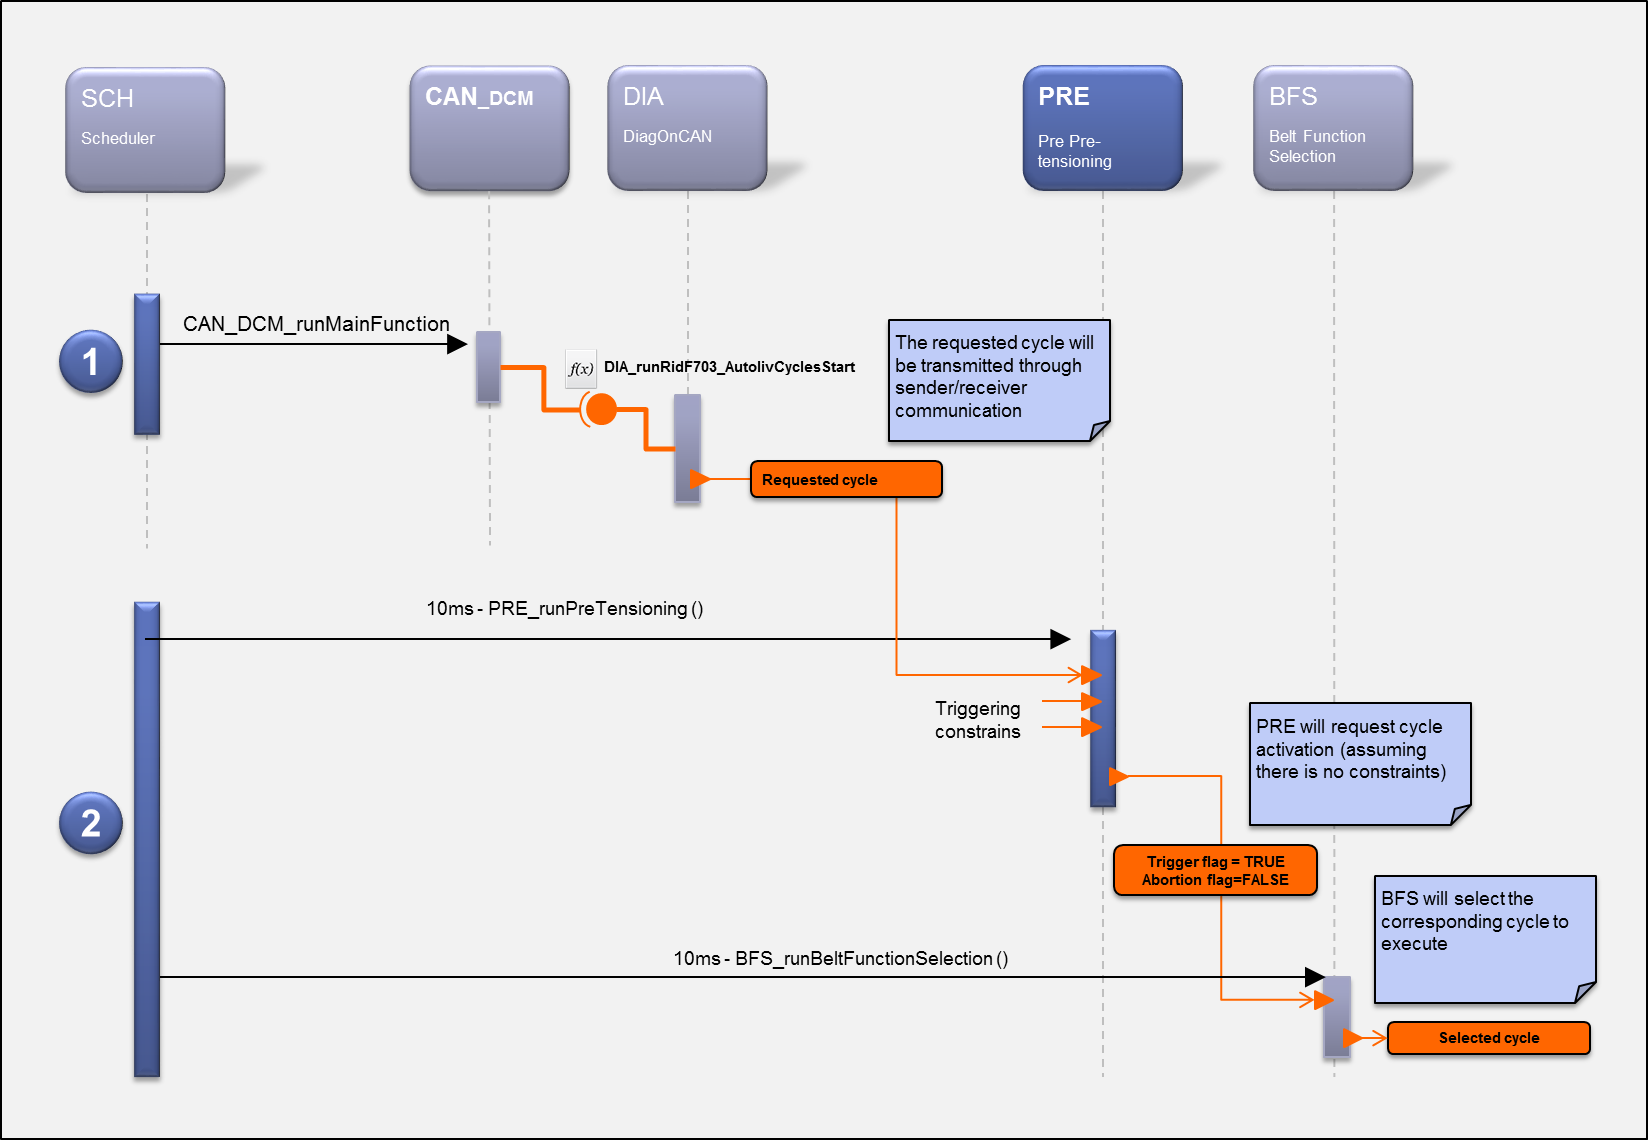 SCH
Scheduler
CAN_DCM
DIA
DiagOnCAN
PRE
Pre Pre-
tensioning
BFS
Belt Function
Selection
1
CAN_DCM_runMainFunction
f(x)
DIA_runRidF703_AutolivCyclesStart
The requested cycle will
be transmitted through
sender/receiver
communication
Requested cycle
2
10ms - PRE_runPreTensioning ()
Triggering
constrains
PRE will request cycle
activation (assuming
there is no constraints)
Trigger flag = TRUE
Abortion flag=FALSE
BFS will select the
corresponding cycle to
execute
10ms - BFS_runBeltFunctionSelection ()
Selected cycle